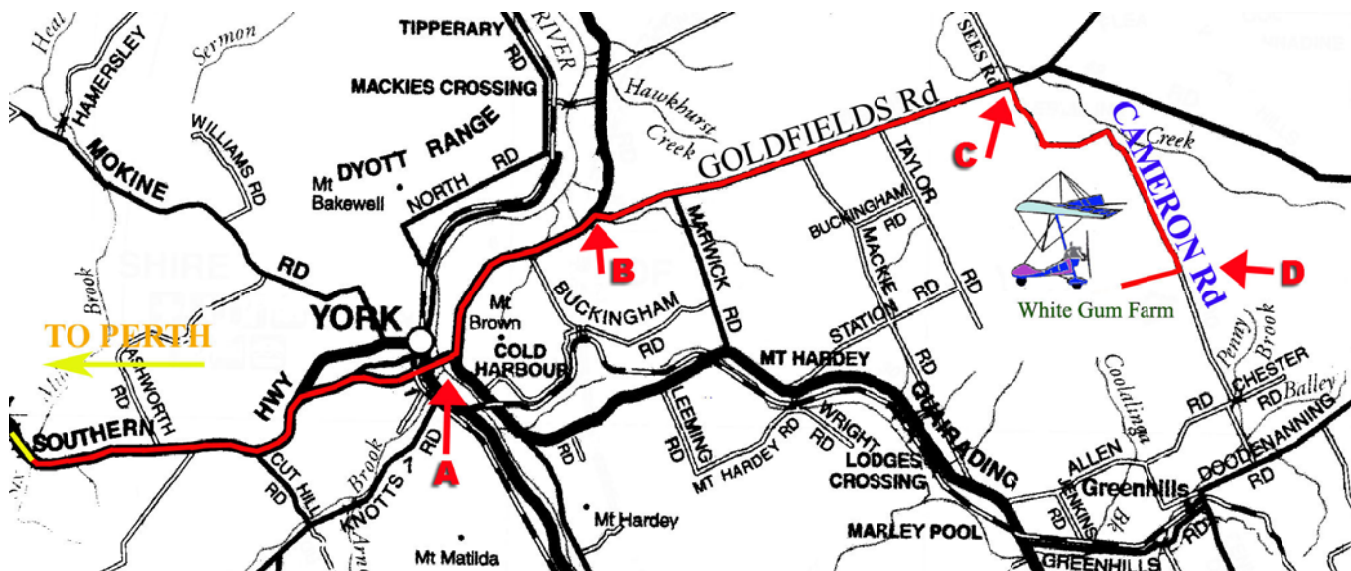 Heal
HAMERSLEY
Sermon
TIPPERARY
RD
RIVER
MACKIES CROSSING
Hawkhurst
Creek
SEES Rd
MOKINE
RD
WILLIAMS RD
DYOTT RANGE
Mt
Bakewell
NORTH RD
GOLDFIELDS Rd
C
CAMERON Rd
Creek
TAYLOR
RD
BUCKINGHAM
RD
MACKIE
RD
MARWICK
RD
B
D
White Gum Farm
Brook
YORK
Mt
Brown
COLD
HARBOUR
BUCKINGHAM
RD
STATION RD
MT HARDEY
TO PERTH
ASHWORTH
RD
HWY
SOUTHERN
CUT HILL
RD
Brook
KNOTTS
RD
A
LEEMING
RD
MT HARDEY RD
WRIGHT
RD
QUAIRADING
LODGES
CROSSING
Mt Hardey
Mt Matilda
MARLEY POOL
Coolalinga
Bk
Penny
Brook
CHESTER
RD
Balley
ALLEN
RD
DOODENANNING
RD
Greenhills
JENKINS
RD
GREENHILLS
RD